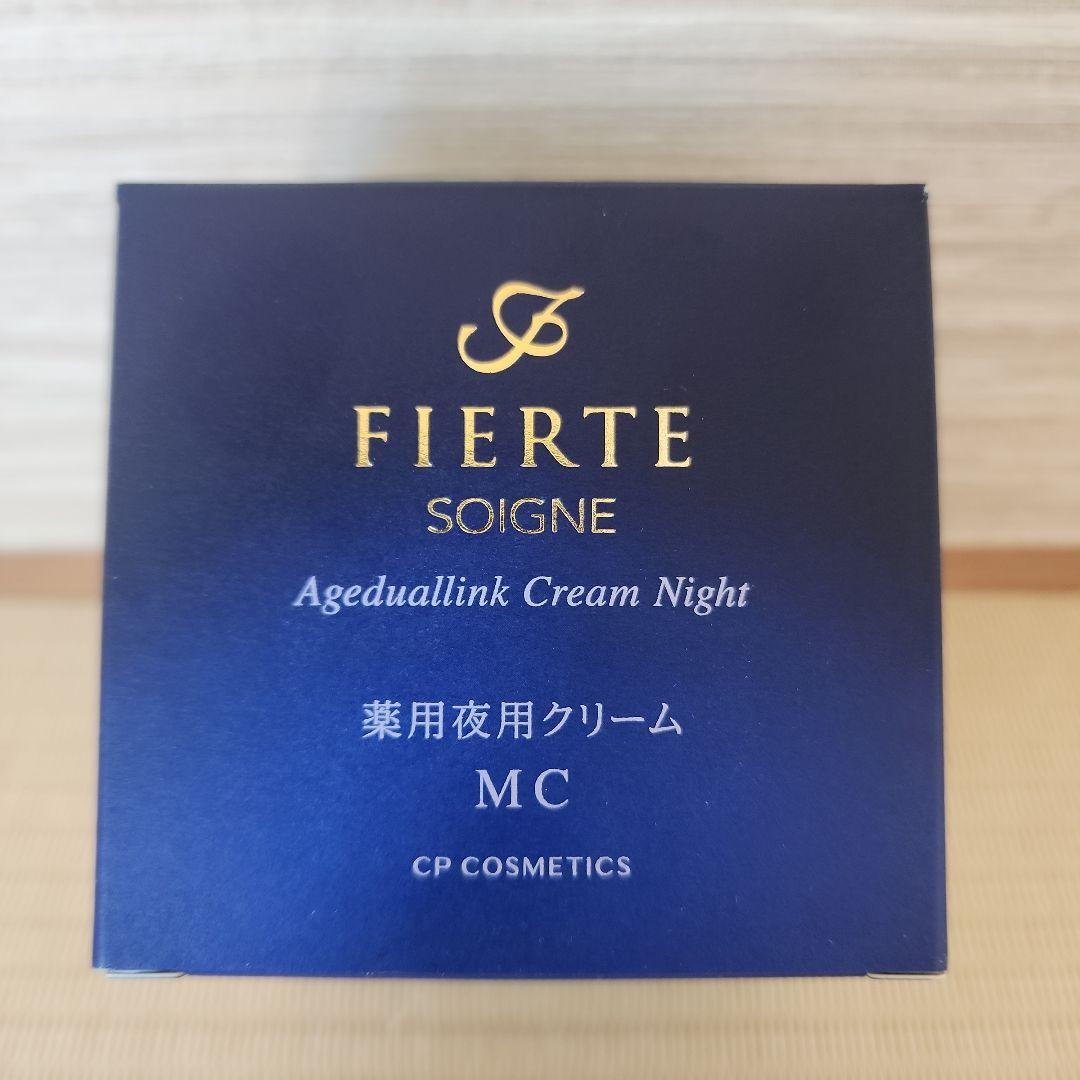 FIERTE
SOIGNE
Ageduallink Cream Night
薬用夜用クリーム
MC
CP COSMETICS